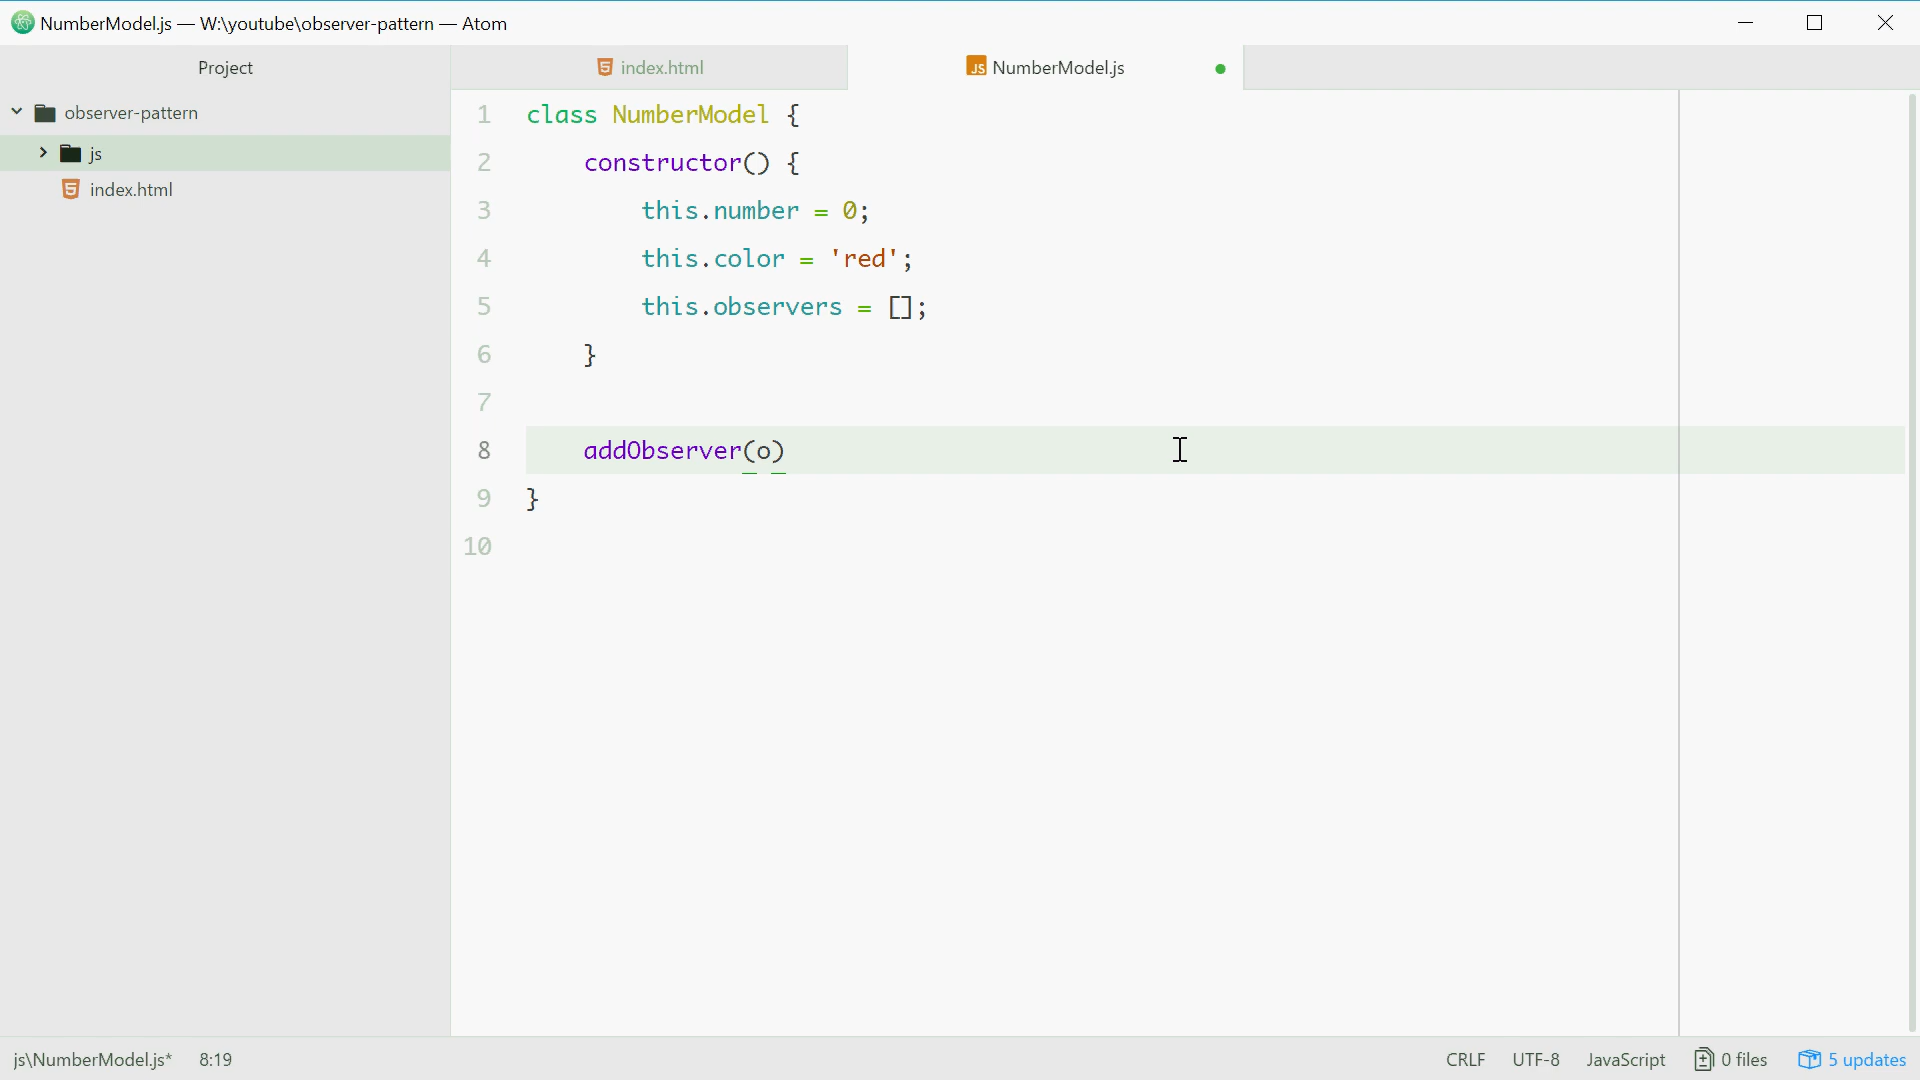 NumberModel.js — W:\youtube\observer-pattern — Atom
Project
index.html
NumberModel.js
observer-pattern
js
index.html
1 class NumberModel {
2 constructor() {
3 this.number = 0;
4 this.color = 'red';
5 this.observers = [];
6 }
7
8 addObserver(o)
9 }
10
js\NumberModel.js* 8:19 CRLF UTF-8 JavaScript 0 files 5 updates